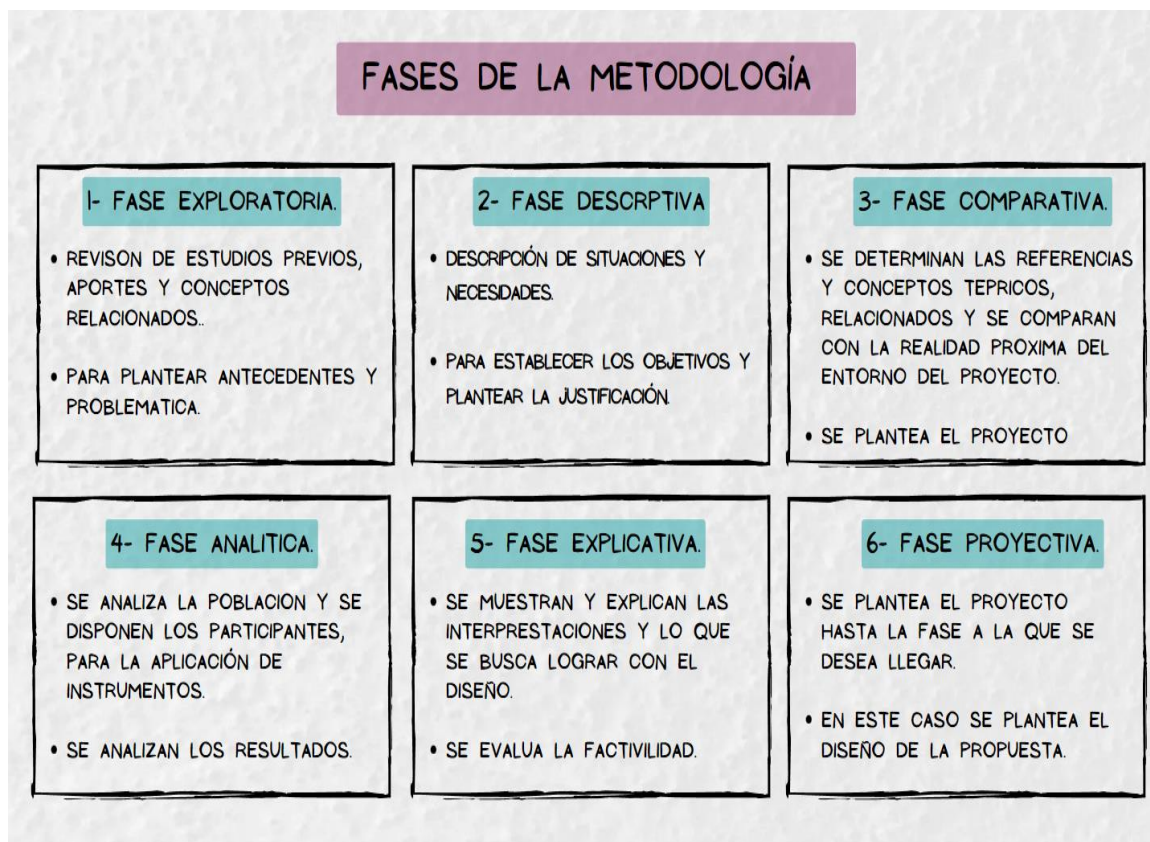 FASES DE LA METODOLOGÍA
1- FASE EXPLORATORIA.
• REVISON DE ESTUDIOS PREVIOS,
APORTES Y CONCEPTOS
RELACIONADOS..
• PARA PLANTEAR ANTECEDENTES Y
PROBLEMATICA.
2- FASE DESCRPTIVA
• DESCRIPCIÓN DE SITUACIONES Y
NECESIDADES.
• PARA ESTABLECER LOS OBJETIVOS Y
PLANTEAR LA JUSTIFICACIÓN.
3- FASE COMPARATIVA.
• SE DETERMINAN LAS REFERENCIAS
Y CONCEPTOS TEPRICOS,
RELACIONADOS Y SE COMPARAN
CON LA REALIDAD PROXIMA DEL
ENTORNO DEL PROYECTO.
• SE PLANTEA EL PROYECTO
4- FASE ANALITICA.
• SE ANALIZA LA POBLACION Y SE
DISPONEN LOS PARTICIPANTES,
PARA LA APLICACIÓN DE
INSTRUMENTOS.
• SE ANALIZAN LOS RESULTADOS.
5- FASE EXPLICATIVA.
• SE MUESTRAN Y EXPLICAN LAS
INTERPRESTACIONES Y LO QUE
SE BUSCA LOGRAR CON EL
DISEÑO.
• SE EVALUA LA FACTIVILIDAD.
6- FASE PROYECTIVA.
• SE PLANTEA EL PROYECTO
HASTA LA FASE A LA QUE SE
DESEA LLEGAR.
• EN ESTE CASO SE PLANTEA EL
DISEÑO DE LA PROPUESTA.